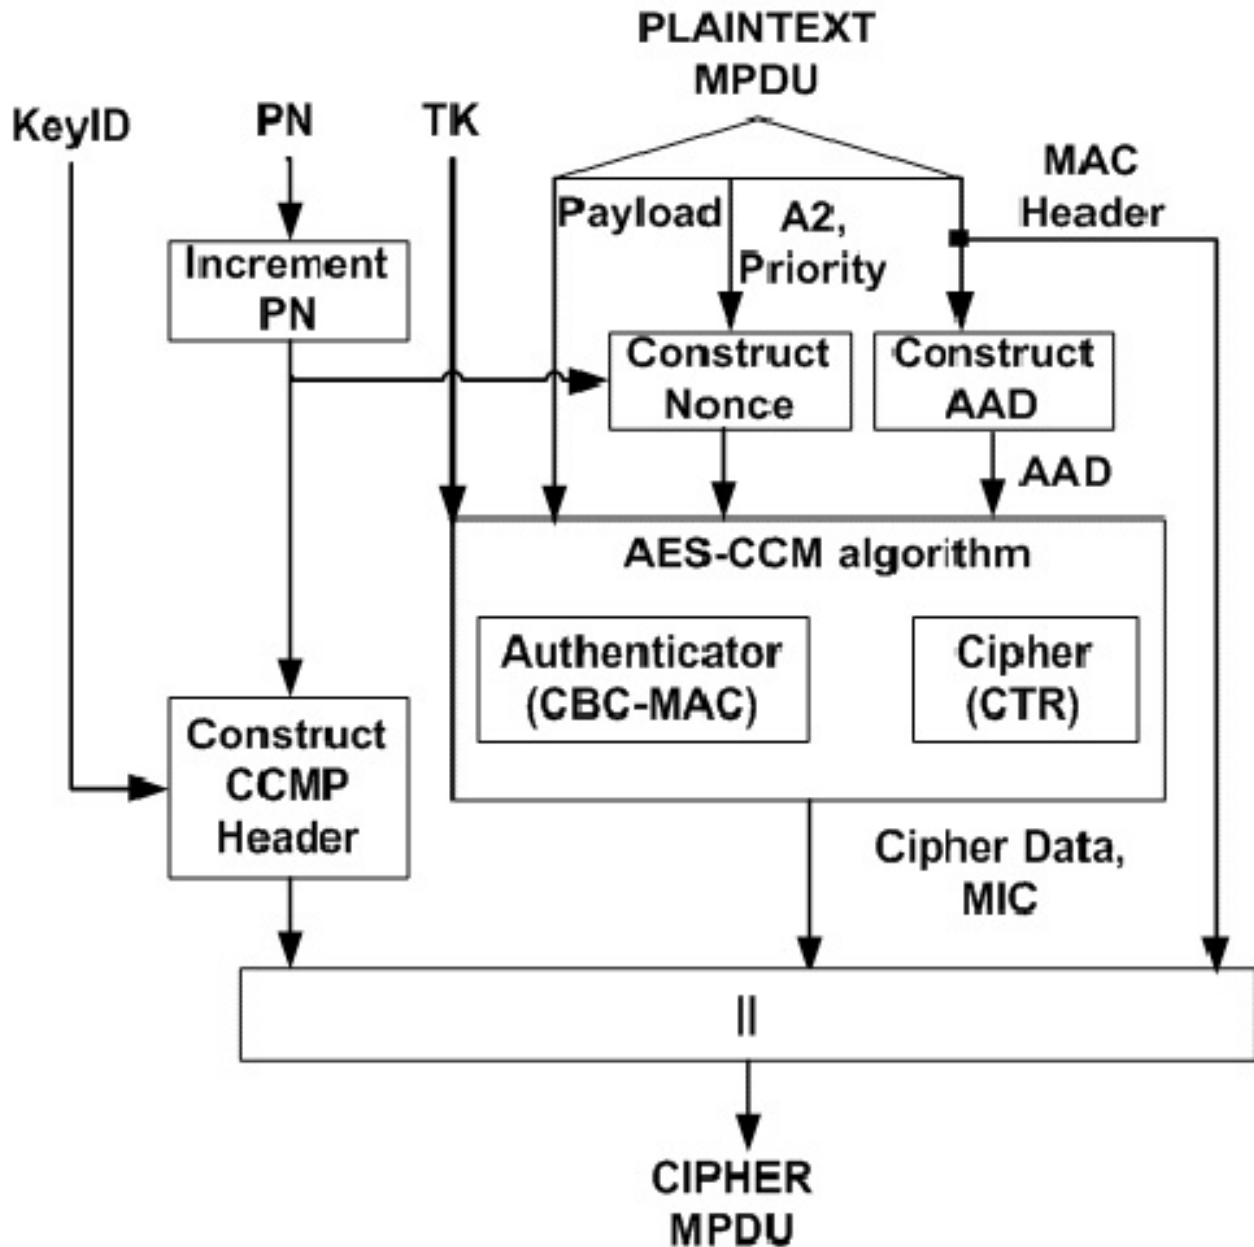 PLAINTEXT
MPDU
KeyID
PN
TK
MAC
Header
Payload
A2,
Priority
Increment
PN
Construct
Nonce
Construct
AAD
AAD
AES-CCM algorithm
Authenticator
(CBC-MAC)
Cipher
(CTR)
Construct
CCMP
Header
Cipher Data,
MIC
||
CIPHER
MPDU